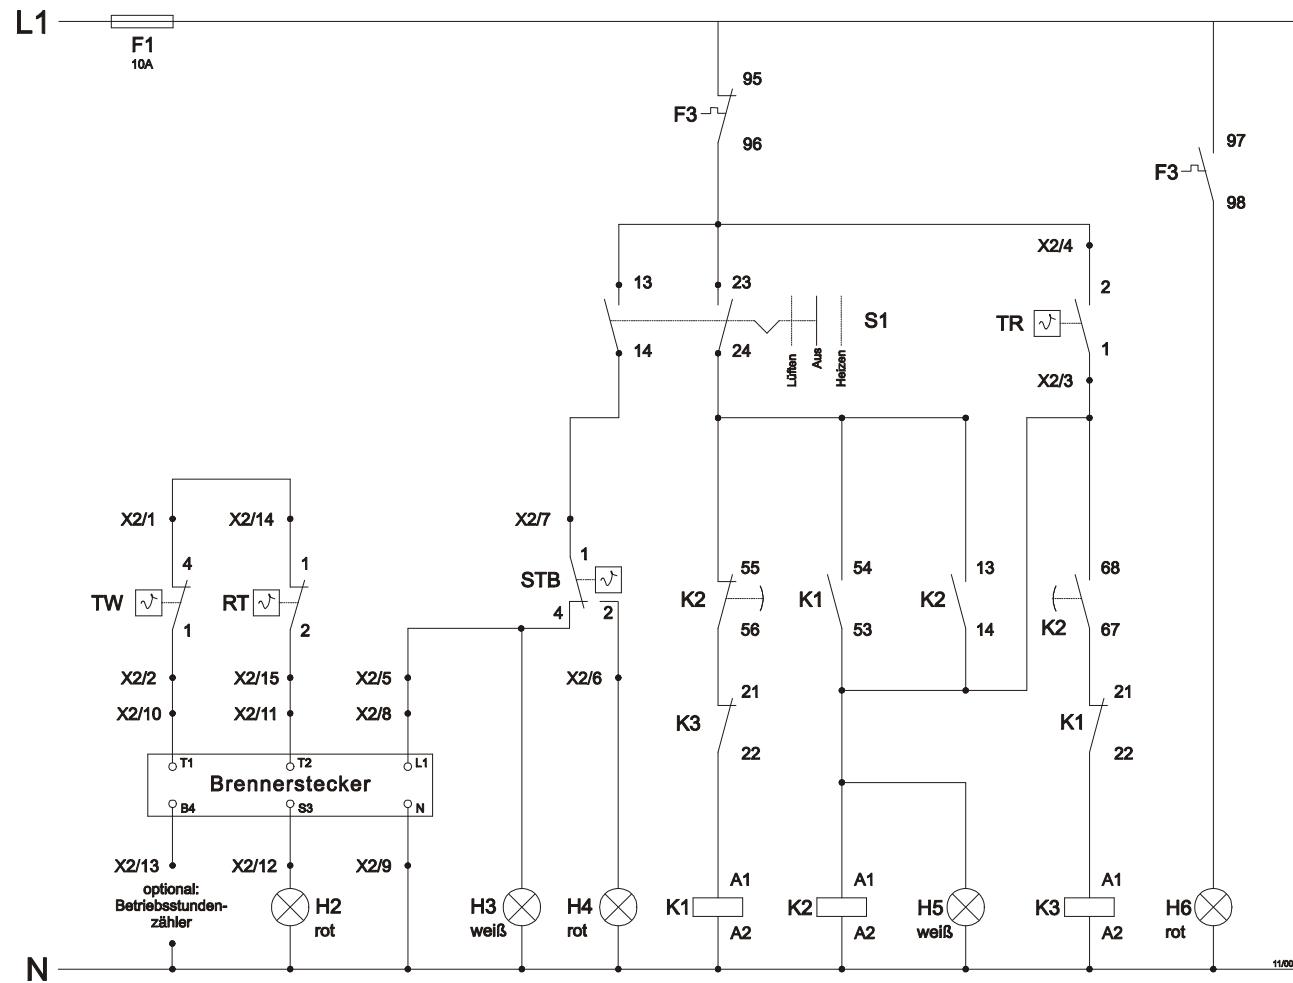 L1
F1
10A
95
F3
96
97
F3
98
X2/4
13
23
2
S1
TR
14
24
1
Lüften
Aus
Heizen
X2/3
X2/1
X2/14
X2/7
4
1
1
TW
RT
STB
1
2
4
2
55
54
13
68
K2
K1
K2
K2
56
53
14
67
X2/2
X2/15
X2/5
X2/6
21
21
X2/10
X2/11
X2/8
K3
K1
22
22
T1
T2
L1
Brennerstecker
B4
S3
N
X2/13
X2/12
X2/9
optional:
Betriebsstunden-
zähler
H2
rot
H3
weiß
H4
rot
A1
K1
A2
A1
K2
A2
H5
weiß
A1
K3
A2
H6
rot
N
11/00